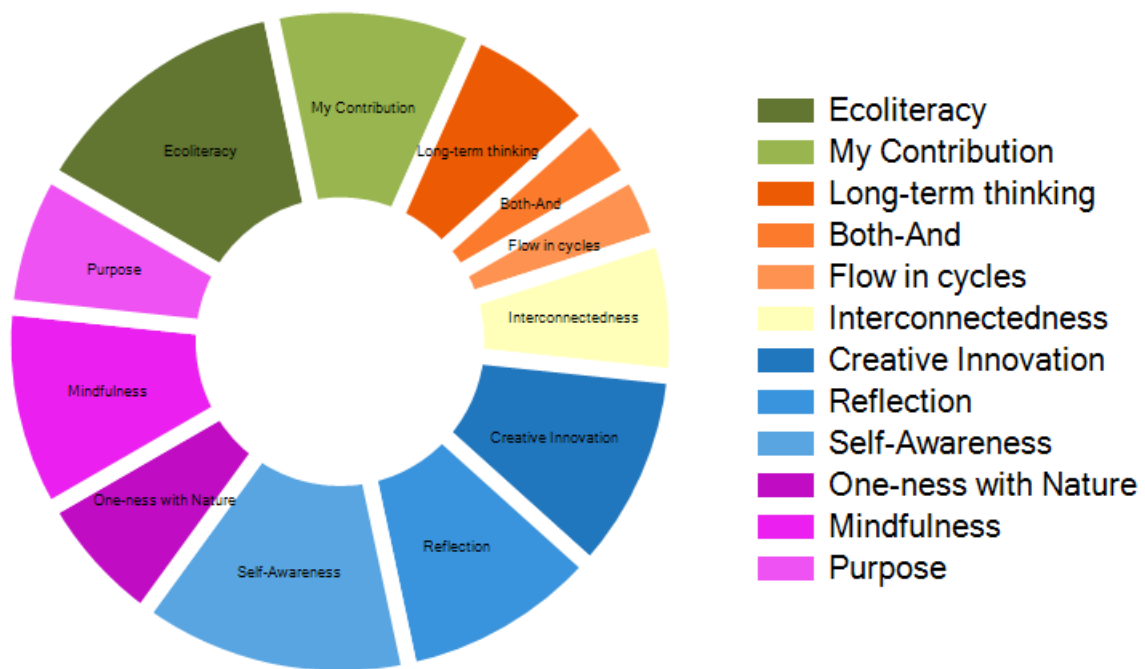 My Contribution
Ecoliteracy
Long-term thinking
Both-And
Flow in cycles
Purpose
Interconnectedness
Mindfulness
Creative Innovation
One-ness with Nature
Reflection
Self-Awareness
Ecoliteracy
My Contribution
Long-term thinking
Both-And
Flow in cycles
Interconnectedness
Creative Innovation
Reflection
Self-Awareness
One-ness with Nature
Mindfulness
Purpose